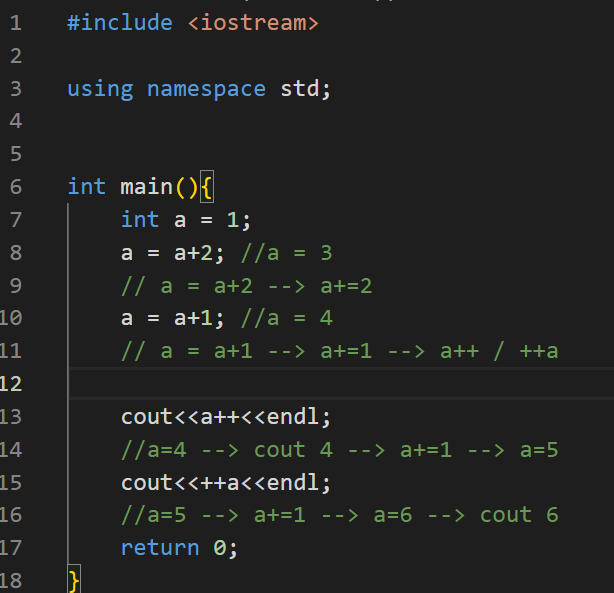 1 #include <iostream>
2
3 using namespace std;
4
5
6 int main(){
7 int a = 1;
8 a = a+2; //a = 3
9 // a = a+2 --> a+=2
10 a = a+1; //a = 4
11 // a = a+1 --> a+=1 --> a++ / ++a
12
13 cout<<a++<<endl;
14 //a=4 --> cout 4 --> a+=1 --> a=5
15 cout<<++a<<endl;
16 //a=5 --> a+=1 --> a=6 --> cout 6
17 return 0;
18 }